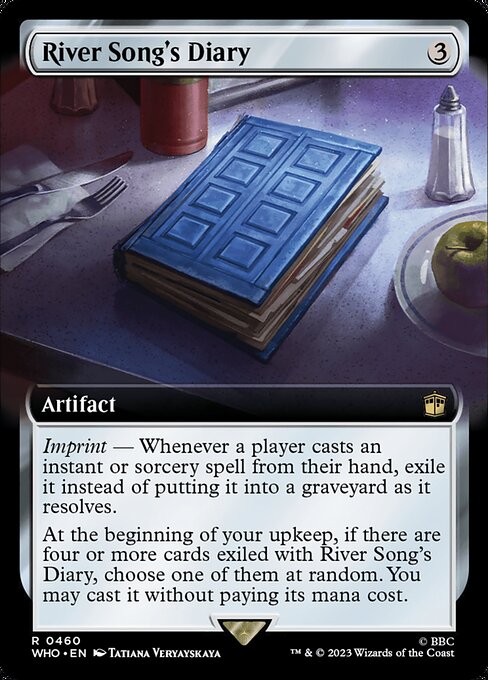 River Song's Diary 3
Artifact
Imprint — Whenever a player casts an
instant or sorcery spell from their hand, exile
it instead of putting it into a graveyard as it
resolves.
At the beginning of your upkeep, if there are
four or more cards exiled with River Song's
Diary, choose one of them at random. You
may cast it without paying its mana cost.
R 0460
WHO • EN TATIANA VERYAYSKAYA
© BBC
™ & © 2023 Wizards of the Coast